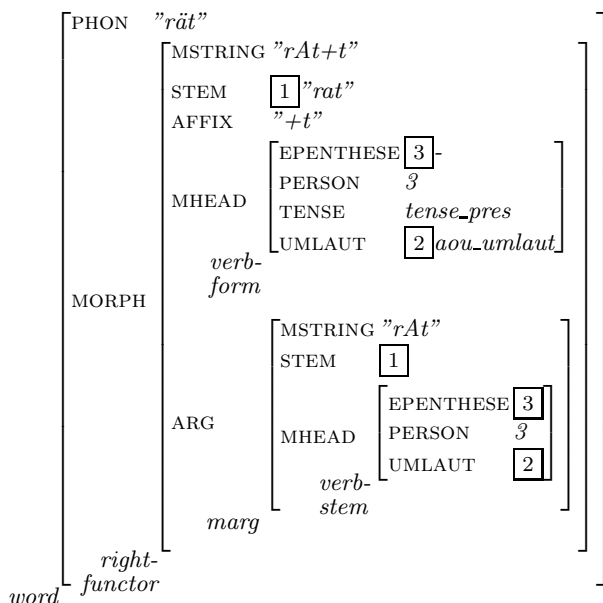 PHON "rät"
MSTRING "rAt+t"
STEM 1 "rat"
AFFIX "+t"
EPENTHESE 3 -
PERSON 3
MHEAD
TENSE tense_pres
UMLAUT 2 aou_umlaut
verb-
form
MORPH
MSTRING "rAt"
STEM 1
EPENTHESE 3
ARG
MHEAD PERSON 3
UMLAUT 2
verb-
stem
marg
right-
functor
word